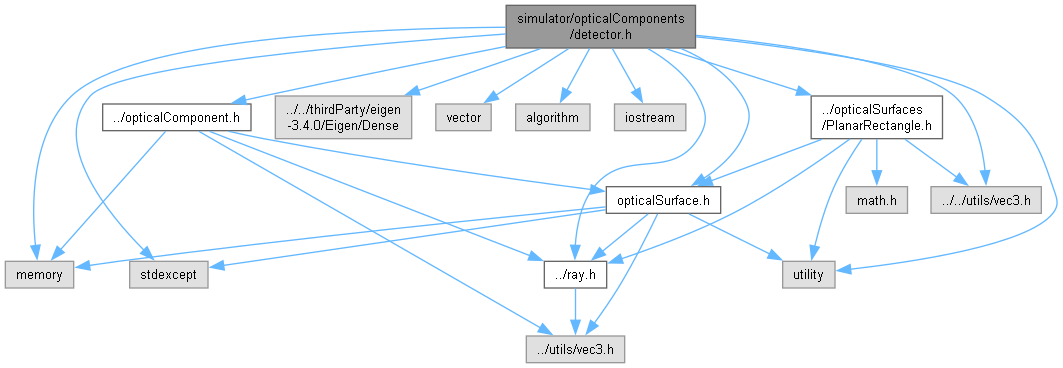 simulator/opticalComponents
/detector.h
../opticalComponent.h
../../thirdParty/eigen
-3.4.0/Eigen/Dense
vector
algorithm
iostream
../opticalSurfaces
/PlanarRectangle.h
opticalSurface.h
math.h
../../utils/vec3.h
memory
stdexcept
../ray.h
utility
../utils/vec3.h